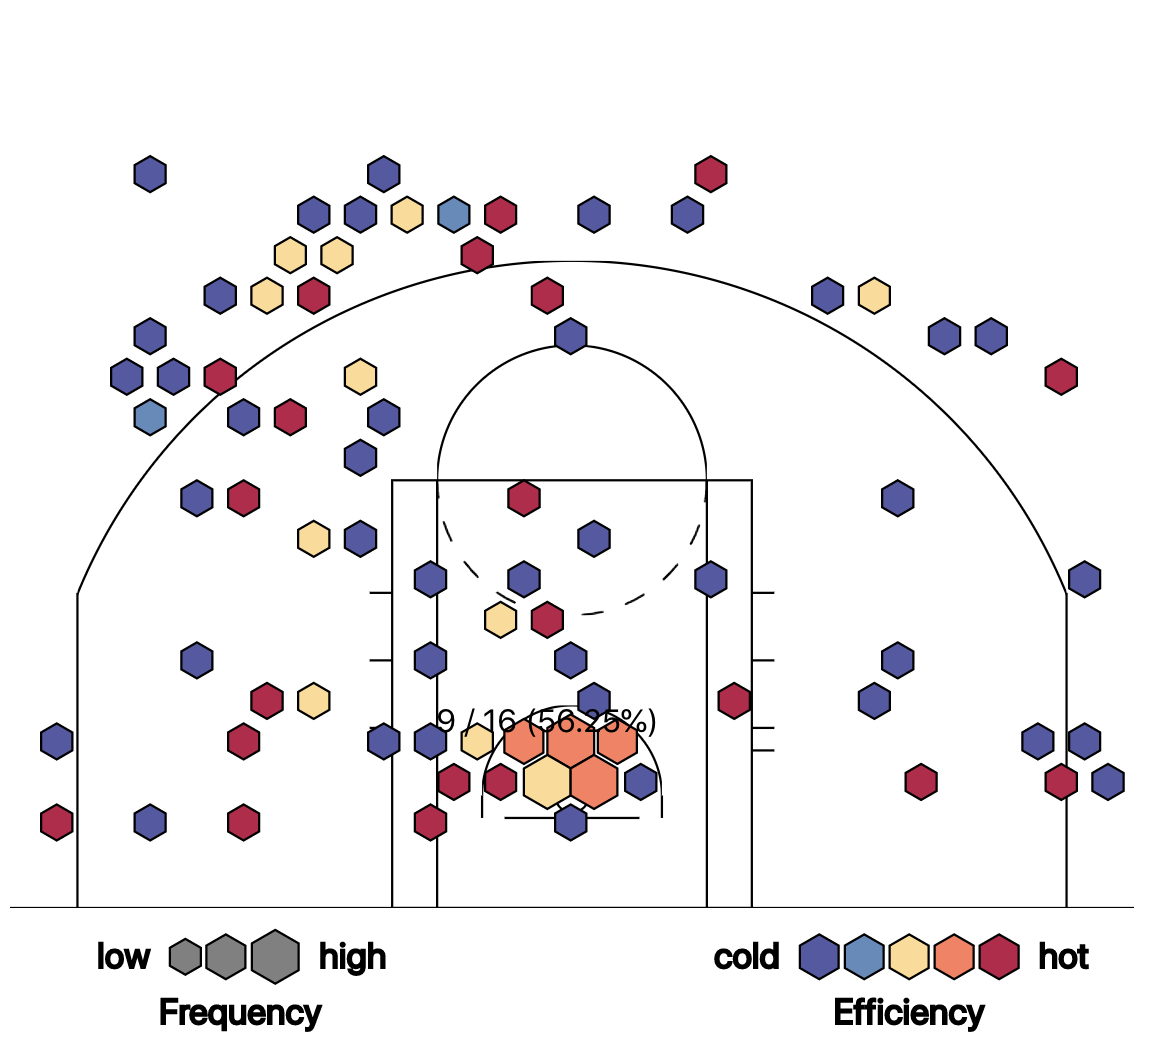 9 / 16 (56.25%)
low high cold hot
Frequency Efficiency